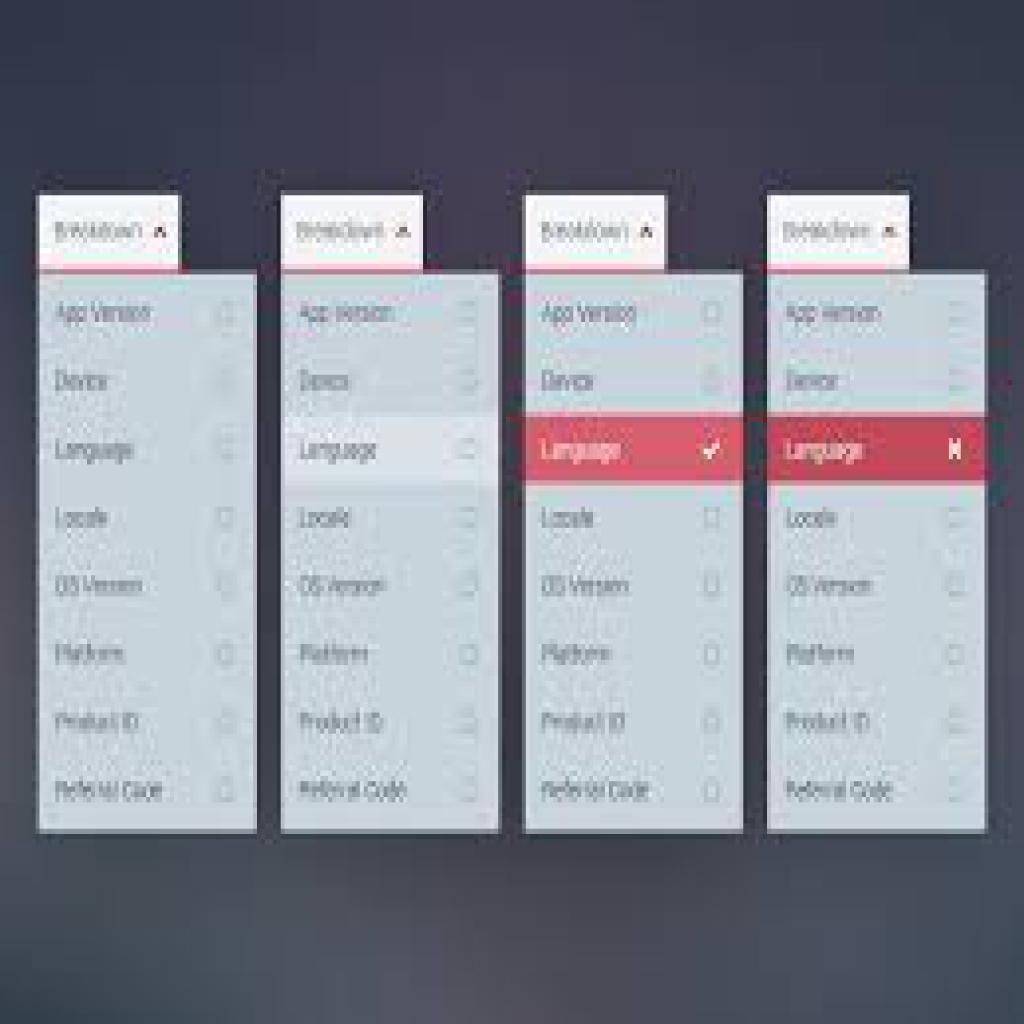 Breakdown
App Version
Device
Language
Locale
OS Version
Platform
Product ID
Referral Code
Breakdown
App Version
Device
Language
Locale
OS Version
Platform
Product ID
Referral Code
Breakdown
App Version
Device
Language
Locale
OS Version
Platform
Product ID
Referral Code
Breakdown
App Version
Device
Language
Locale
OS Version
Platform
Product ID
Referral Code